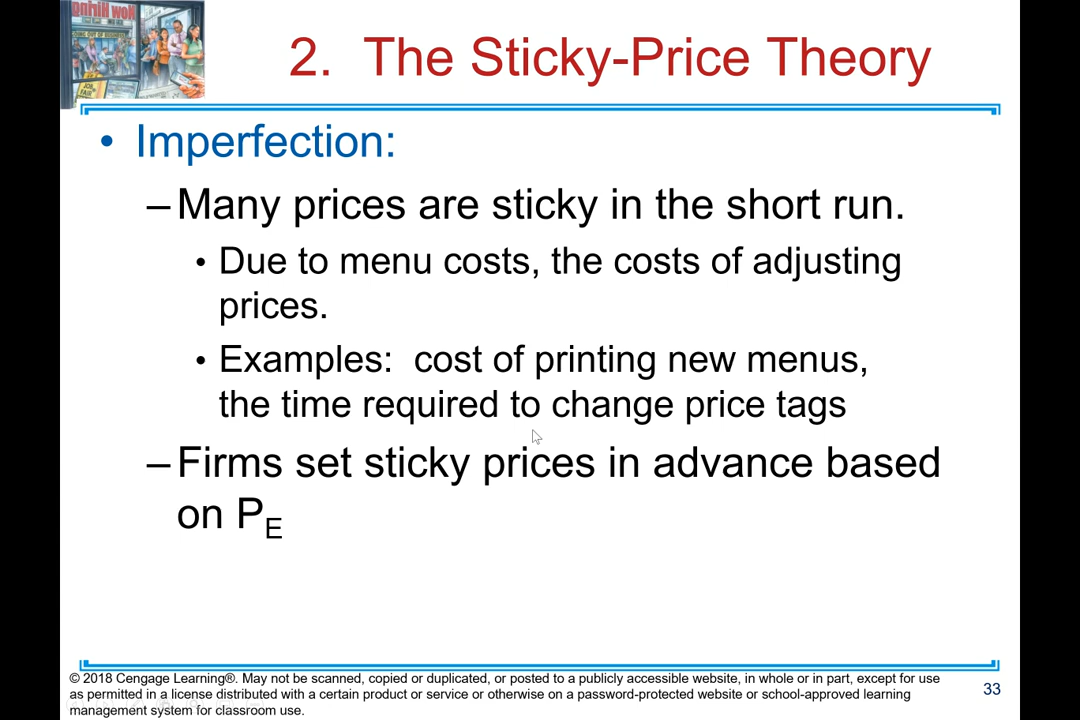 Now Hiring
2. The Sticky-Price Theory
• Imperfection:
– Many prices are sticky in the short run.
• Due to menu costs, the costs of adjusting
prices.
• Examples: cost of printing new menus,
the time required to change price tags
– Firms set sticky prices in advance based
on PE
© 2018 Cengage Learning®. May not be scanned, copied or duplicated, or posted to a publicly accessible website, in whole or in part, except for use
as permitted in a license distributed with a certain product or service or otherwise on a password-protected website or school-approved learning
management system for classroom use.
33